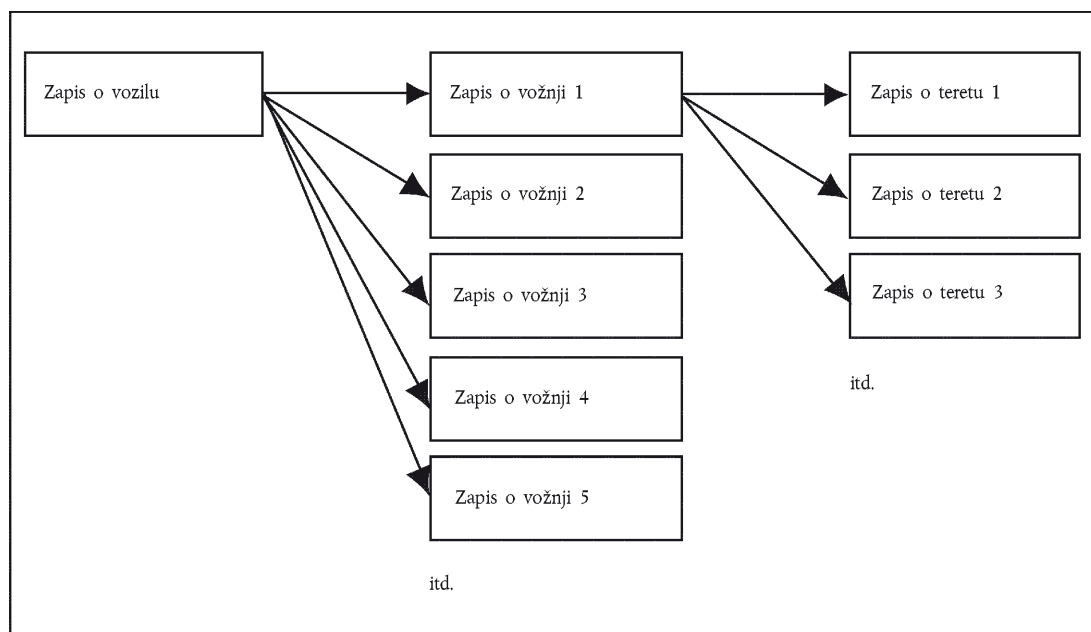 Zapis o vozilu
Zapis o vožnji 1
Zapis o teretu 1
Zapis o vožnji 2
Zapis o teretu 2
Zapis o vožnji 3
Zapis o teretu 3
Zapis o vožnji 4
itd.
Zapis o vožnji 5
itd.